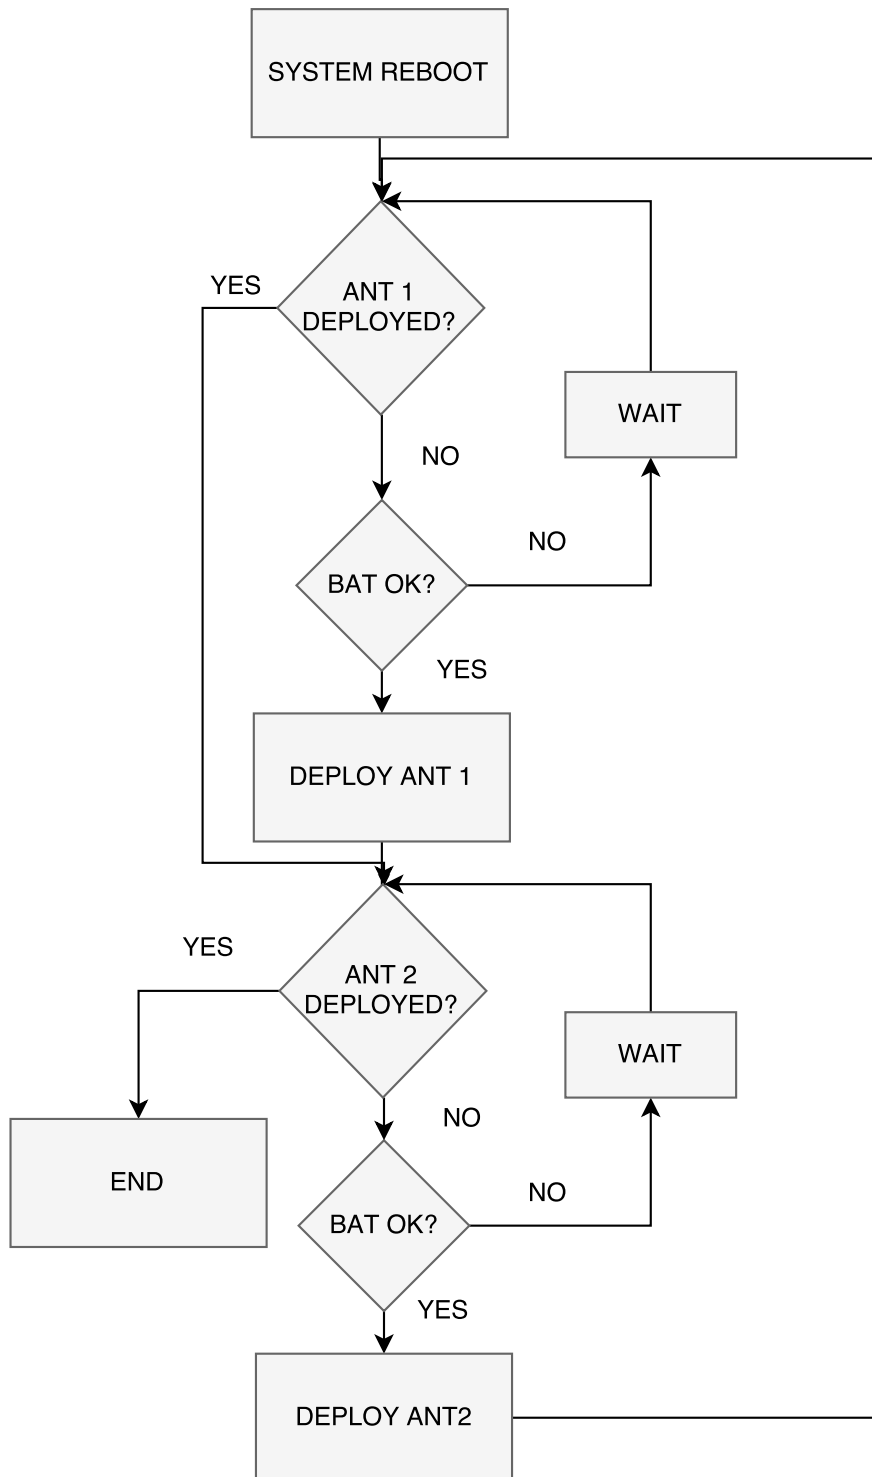 SYSTEM REBOOT
YES
ANT 1
DEPLOYED?
WAIT
NO
NO
BAT OK?
YES
DEPLOY ANT 1
YES
ANT 2
DEPLOYED?
WAIT
NO
END
NO
BAT OK?
YES
DEPLOY ANT2